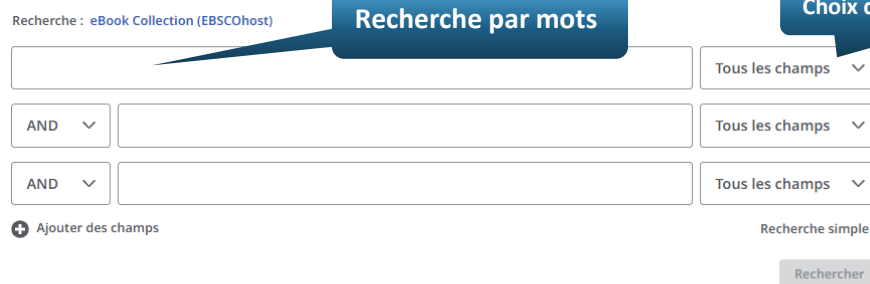 Recherche : eBook Collection (EBSCOhost)
Recherche par mots
Choix
Tous les champs
AND
Tous les champs
AND
Tous les champs
Ajouter des champs
Recherche simple
Rechercher